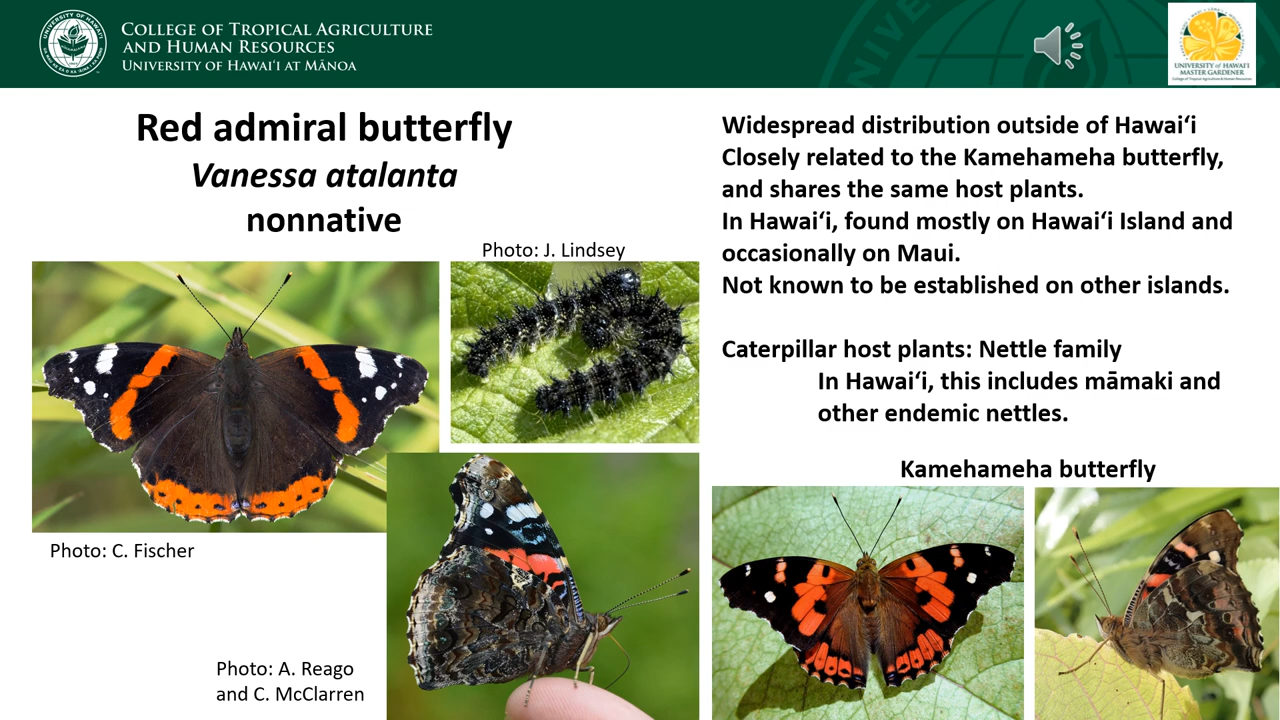 COLLEGE OF TROPICAL AGRICULTURE
AND HUMAN RESOURCES
UNIVERSITY OF HAWAI‘I AT MĀNOA
UNIVERSITY of HAWAI‘I
MASTER GARDENER
College of Tropical Agriculture & Human Resources
Red admiral butterfly
Vanessa atalanta
nonnative
Photo: J. Lindsey
Photo: C. Fischer
Photo: A. Reago
and C. McClarren
Widespread distribution outside of Hawai‘i
Closely related to the Kamehameha butterfly,
and shares the same host plants.
In Hawai‘i, found mostly on Hawai‘i Island and
occasionally on Maui.
Not known to be established on other islands.
Caterpillar host plants: Nettle family
In Hawai‘i, this includes māmaki and
other endemic nettles.
Kamehameha butterfly